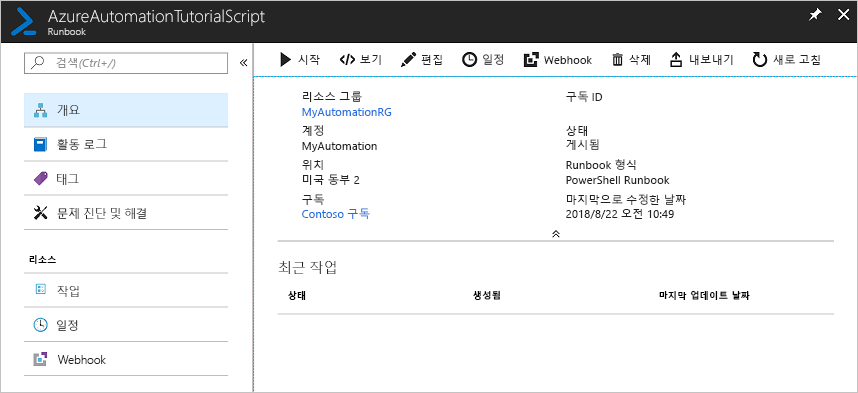 AzureAutomationTutorialScript
Runbook
검색(Ctrl+/)
개요
활동 로그
태그
문제 진단 및 해결
리소스
작업
일정
Webhook
시작 보기 편집 일정 Webhook 삭제 내보내기 새로 고침
리소스 그룹 구독 ID
MyAutomationRG
계정 상태
MyAutomation 게시됨
위치 Runbook 형식
미국 동부 2 PowerShell Runbook
구독 마지막으로 수정한 날짜
Contoso 구독 2018/8/22 오전 10:49
최근 작업
상태 생성됨 마지막 업데이트 날짜